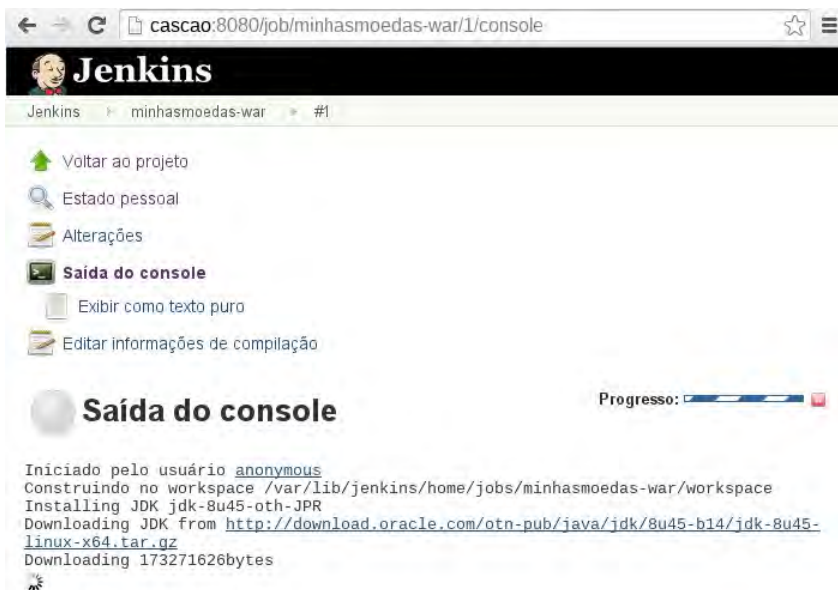 cascao:8080/job/minhasmoedas-war/1/console
Jenkins
Jenkins minhasmoedas-war #1
Voltar ao projeto
Estado pessoal
Alterações
Saída do console
Exibir como texto puro
Editar informações de compilação
Saída do console
Progresso:
Iniciado pelo usuário anonymous
Construindo no workspace /var/lib/jenkins/home/jobs/minhasmoedas-war/workspace
Installing JDK jdk-8u45-oth-JPR
Downloading JDK from http://download.oracle.com/otn-pub/java/jdk/8u45-b14/jdk-8u45-
linux-x64.tar.gz
Downloading 173271626bytes